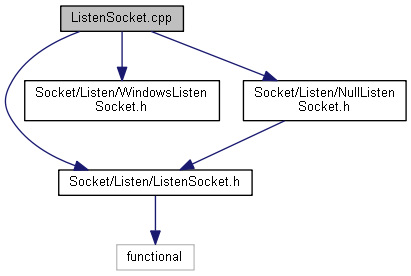 ListenSocket.cpp
Socket/Listen/WindowsListen
Socket.h
Socket/Listen/NullListen
Socket.h
Socket/Listen/ListenSocket.h
functional